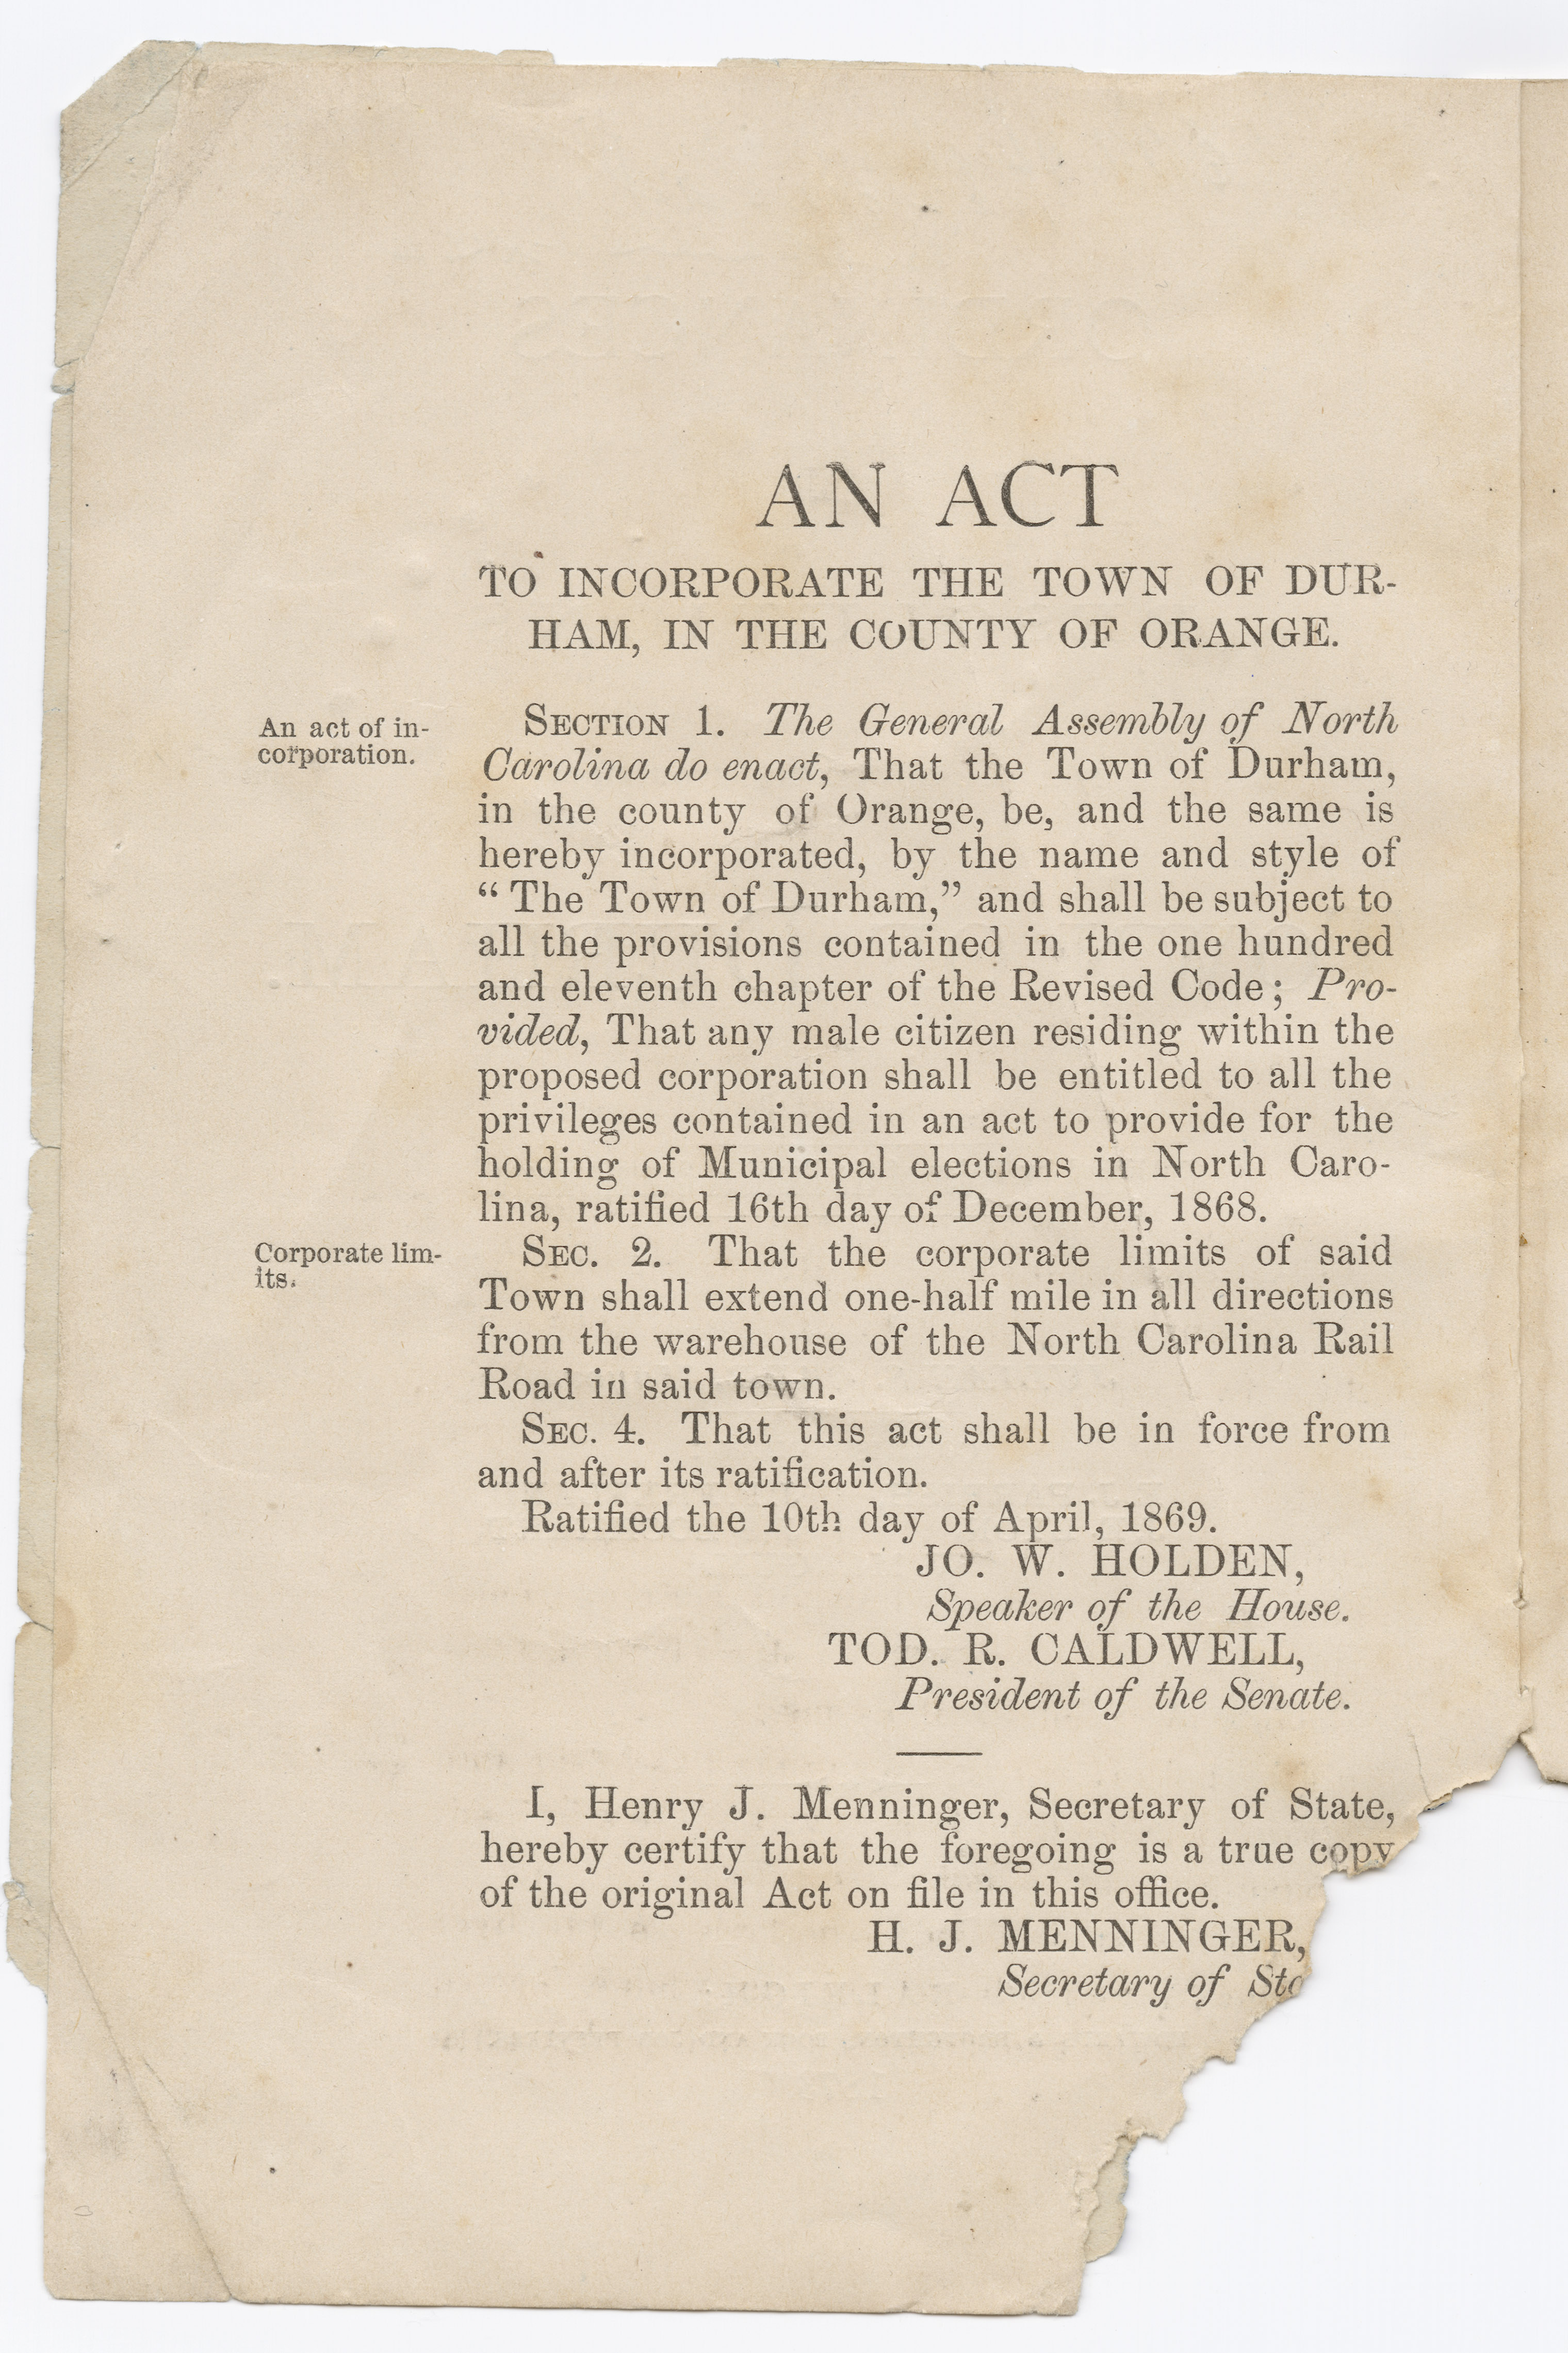 AN ACT
TO INCORPORATE THE TOWN OF DUR-
HAM, IN THE COUNTY OF ORANGE.
An act of in-
corporation.
SECTION 1. The General Assembly of North
Carolina do enact, That the Town of Durham,
in the county of Orange, be, and the same is
hereby incorporated, by the name and style of
“ The Town of Durham,” and shall be subject to
all the provisions contained in the one hundred
and eleventh chapter of the Revised Code; Pro-
vided, That any male citizen residing within the
proposed corporation shall be entitled to all the
privileges contained in an act to provide for the
holding of Municipal elections in North Caro-
lina, ratified 16th day of December, 1868.
Corporate lim-
its.
SEC. 2. That the corporate limits of said
Town shall extend one-half mile in all directions
from the warehouse of the North Carolina Rail
Road in said town.
SEC. 4. That this act shall be in force from
and after its ratification.
Ratified the 10th day of April, 1869.
JO. W. HOLDEN,
Speaker of the House.
TOD. R. CALDWELL,
President of the Senate.
I, Henry J. Menninger, Secretary of State,
hereby certify that the foregoing is a true copy
of the original Act on file in this office.
H. J. MENNINGER,
Secretary of